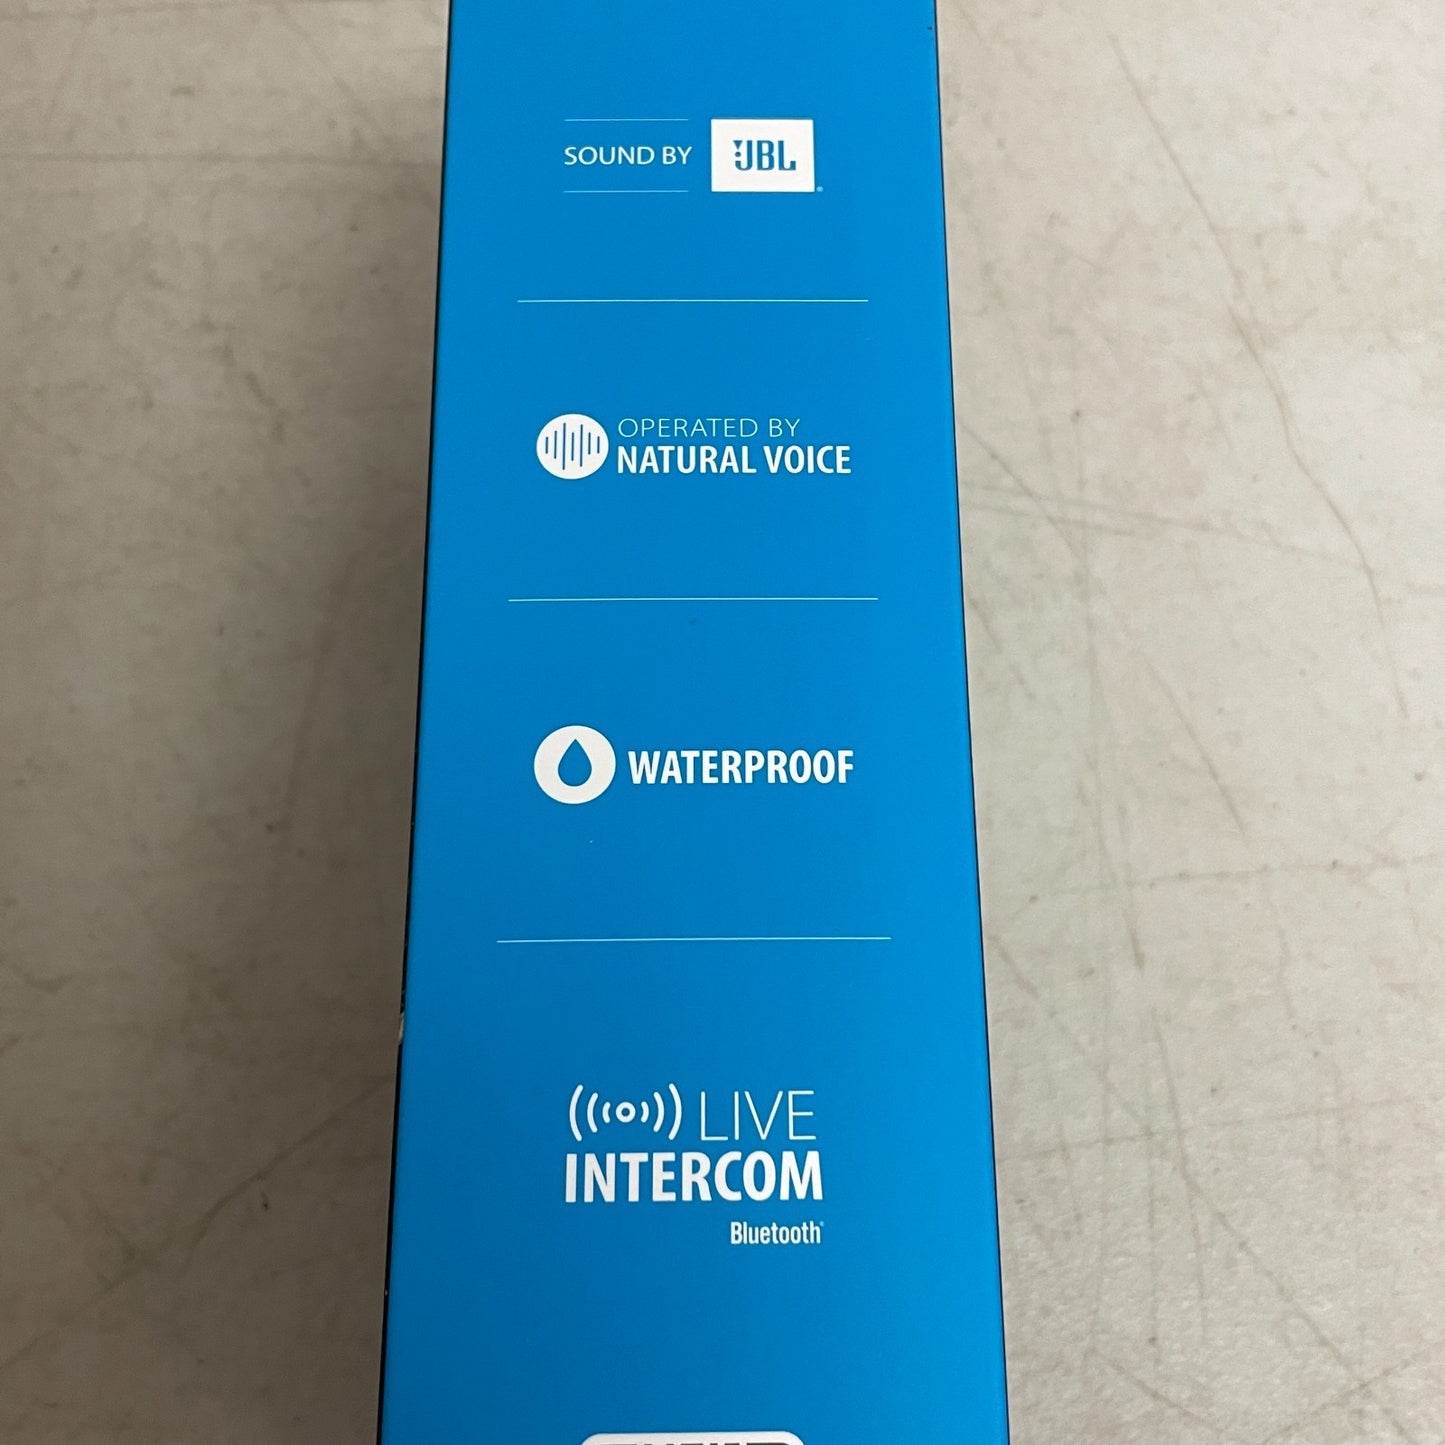 SOUND BY JBL
OPERATED BY
NATURAL VOICE
WATERPROOF
LIVE
INTERCOM
Bluetooth